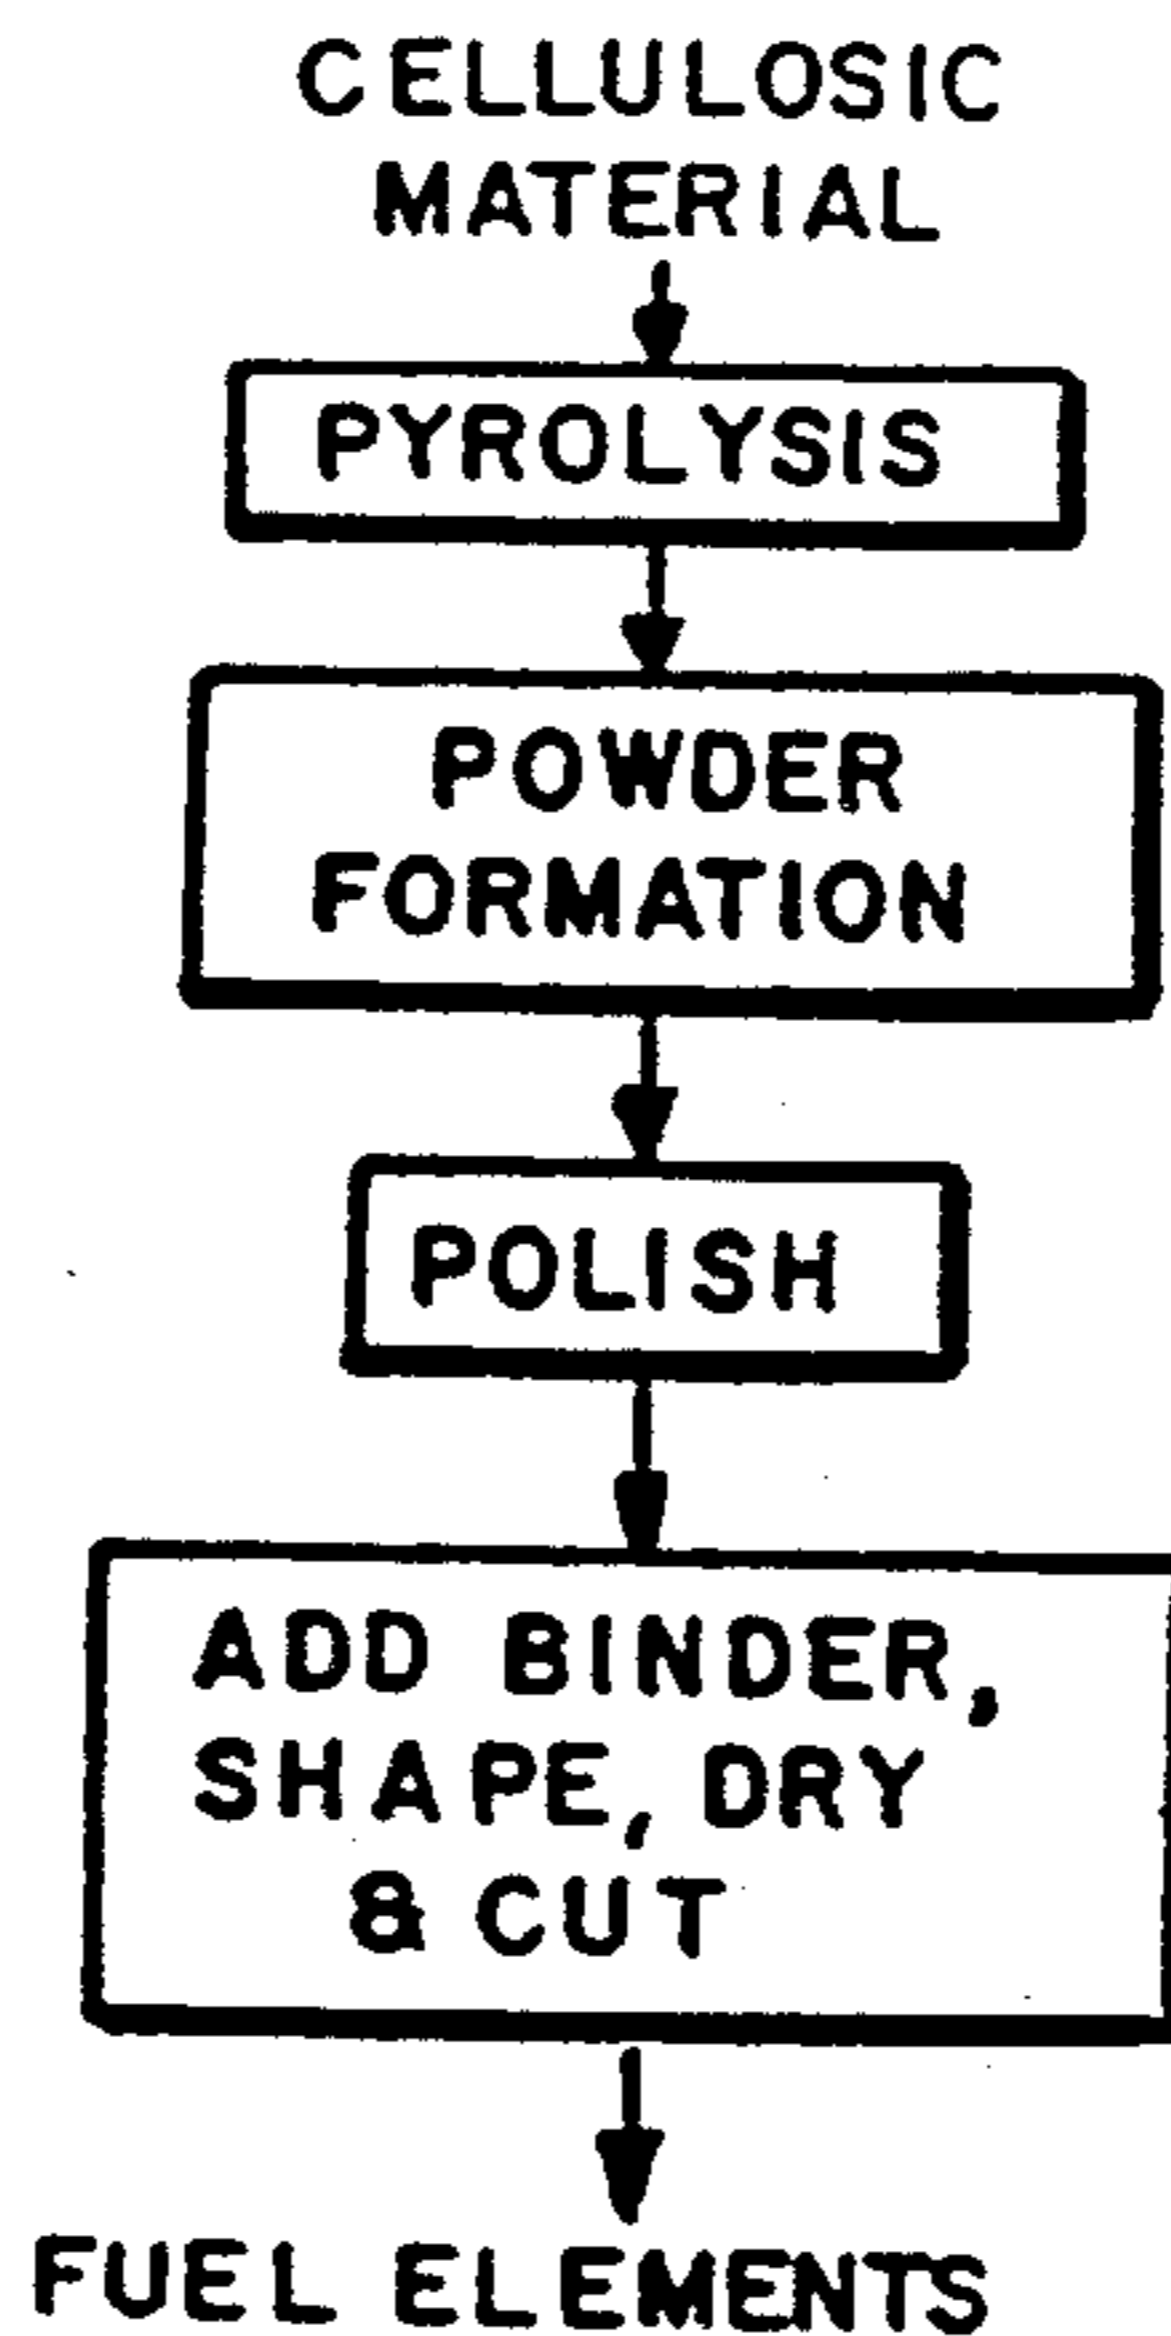 CELLULOSIC
MATERIAL
PYROLYSIS
POWDER
FORMATION
POLISH
ADD BINDER,
SHAPE, DRY
& CUT
FUEL ELEMENTS